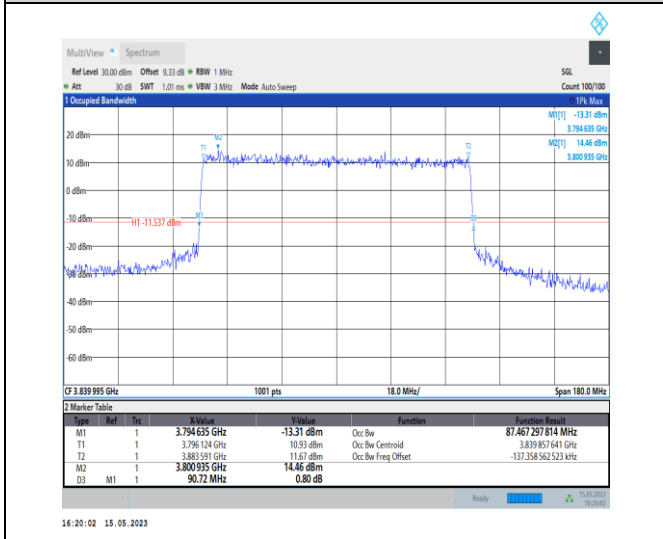 MultiView Spectrum
Ref Level 30.00 dBm Offset 9.33 dB RBW 1 MHz SGL
Att 30 dB SWT 1.01 ms VBW 3 MHz Mode Auto Sweep Count 100/100
1 Occupied Bandwidth 1Pk Max
M1[1] -13.31 dBm
3.794 635 GHz
20 dBm
M2[1] 14.46 dBm
3.800 935 GHz
T1 M2 T2
10 dBm
0 dBm
-10 dBm H1 -11.537 dBm M1 D3
-20 dBm
-30 dBm
-40 dBm
-50 dBm
-60 dBm
CF 3.839 995 GHz 1001 pts 18.0 MHz/ Span 180.0 MHz
2 Marker Table
Type Ref Trc X-Value Y-Value Function Function Result
M1 1 3.794 635 GHz -13.31 dBm Occ Bw 87.467 297 814 MHz
T1 1 3.796 124 GHz 10.93 dBm Occ Bw Centroid 3.839 857 641 GHz
T2 1 3.883 591 GHz 11.67 dBm Occ Bw Freq Offset -137.358 562 523 kHz
M2 1 3.800 935 GHz 14.46 dBm
D3 M1 1 90.72 MHz 0.80 dB
Ready 15.05.2023
16:20:02
16:20:02 15.05.2023